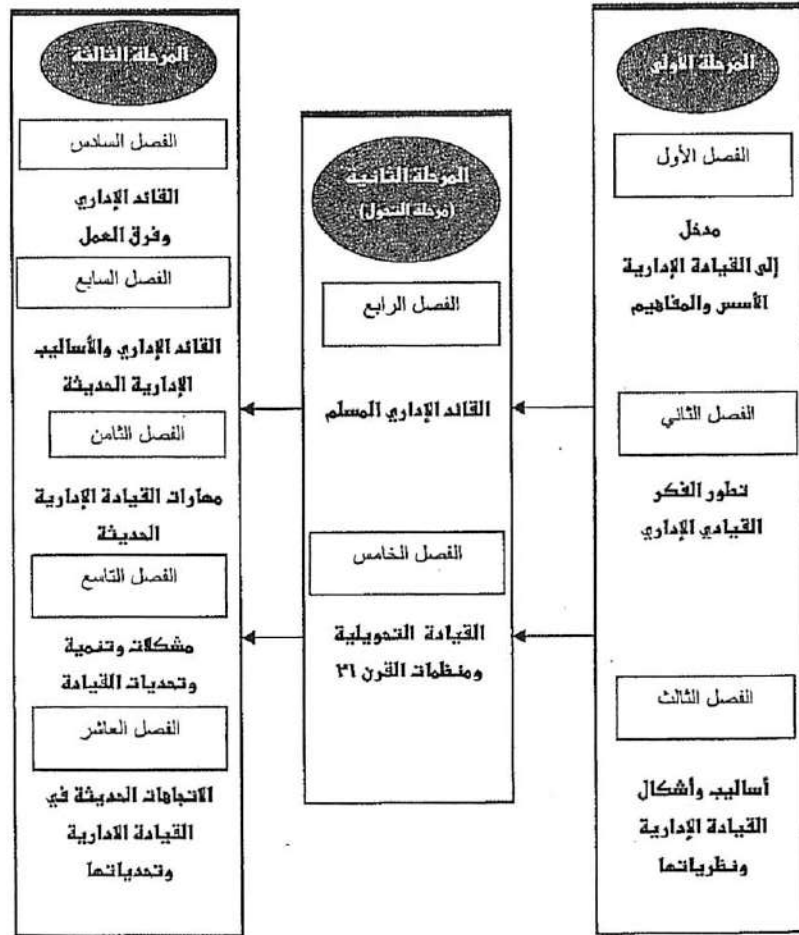 المرحلة الأولى
الفصل الأول
مدخل
إلى القيادة الإدارية
الأسس والمفاهيم
الفصل الثاني
تطور الفكر
القيادي الإداري
الفصل الثالث
أساليب وأشكال
القيادة الإدارية
ونظرياتها
المرحلة الثانية
(مرحلة التحول)
الفصل الرابع
القائد الإداري المسلم
الفصل الخامس
القيادة التحويلية
ومنظمات القرن ٢١
المرحلة الثالثة
الفصل السادس
القائد الإداري
وفرق العمل
الفصل السابع
القائد الإداري والأساليب
الإدارية الحديثة
الفصل الثامن
مهارات القيادة الإدارية
الحديثة
الفصل التاسع
مشكلات وتنمية
وتحديات القيادة
الفصل العاشر
الاتجاهات الحديثة في
القيادة الادارية
وتحدياتها